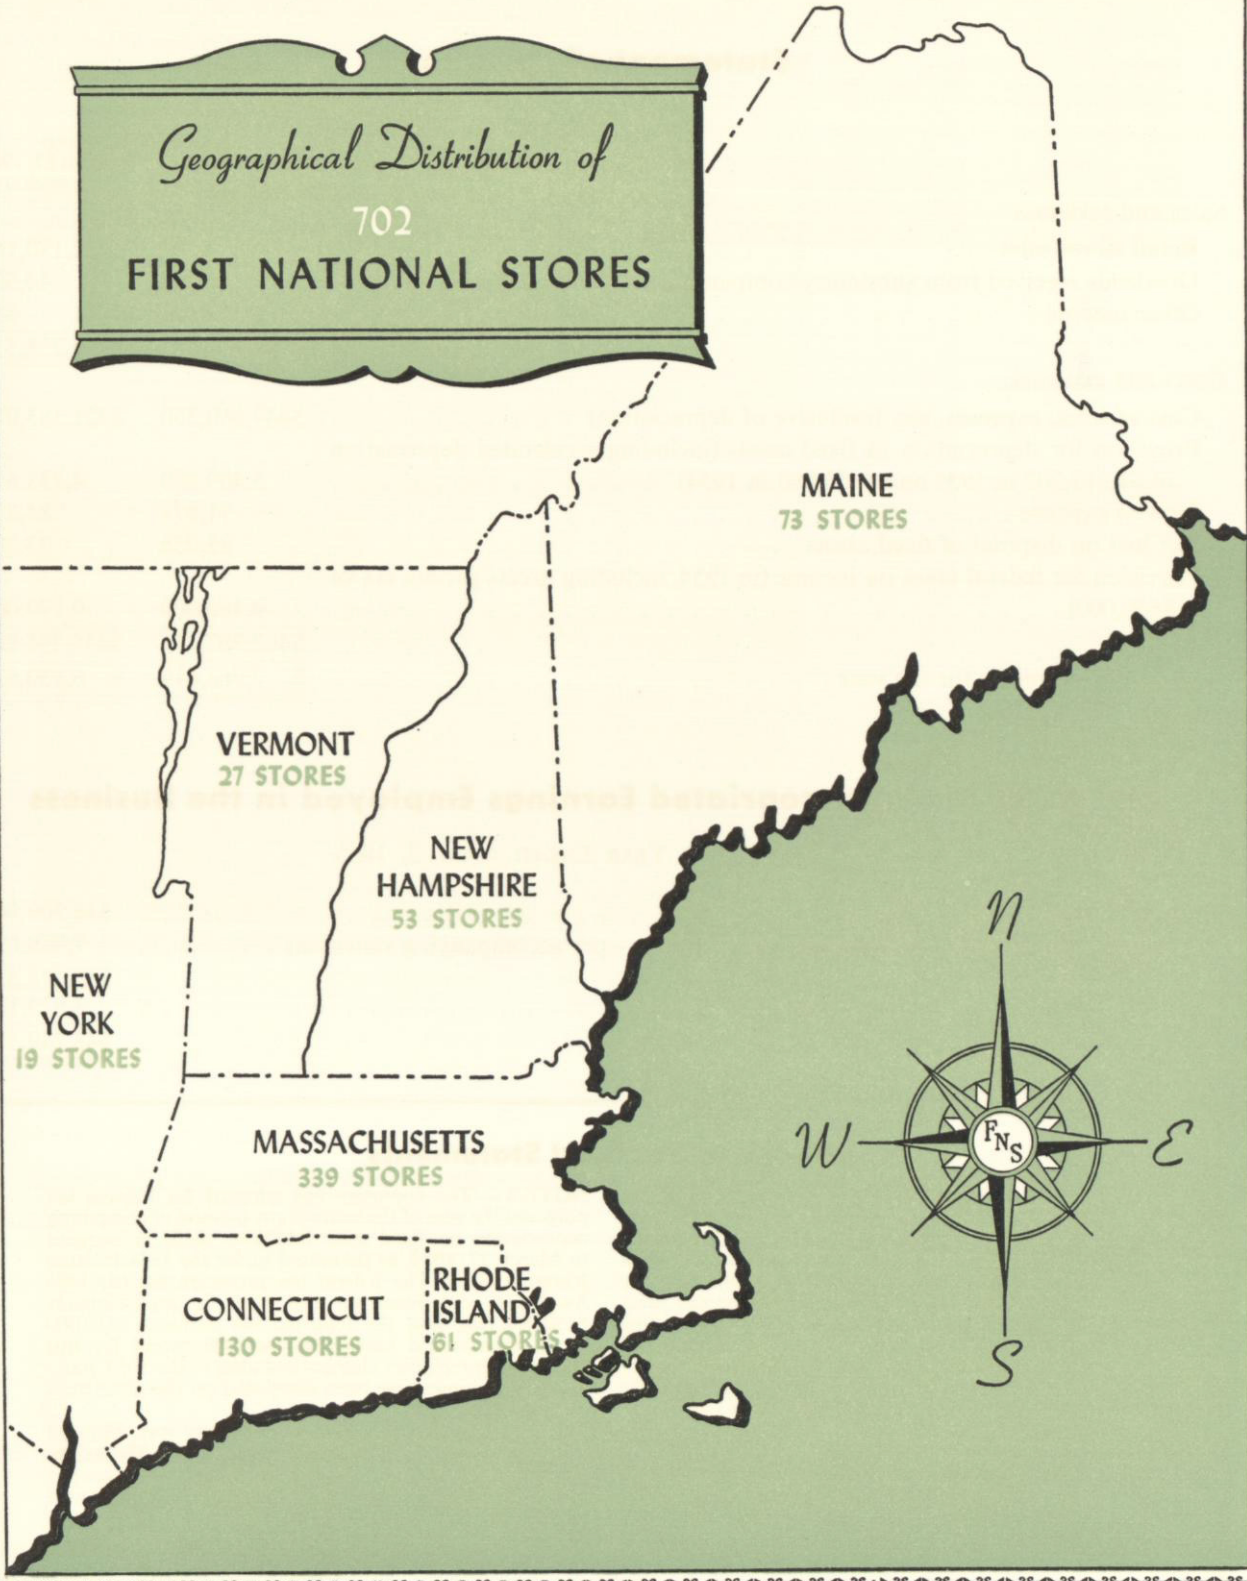 Geographical Distribution of
702
FIRST NATIONAL STORES
MAINE
73 STORES
VERMONT
27 STORES
NEW
HAMPSHIRE
53 STORES
NEW
YORK
19 STORES
MASSACHUSETTS
339 STORES
CONNECTICUT
130 STORES
RHODE
ISLAND
61 STORES
N
W
FNS
E
S